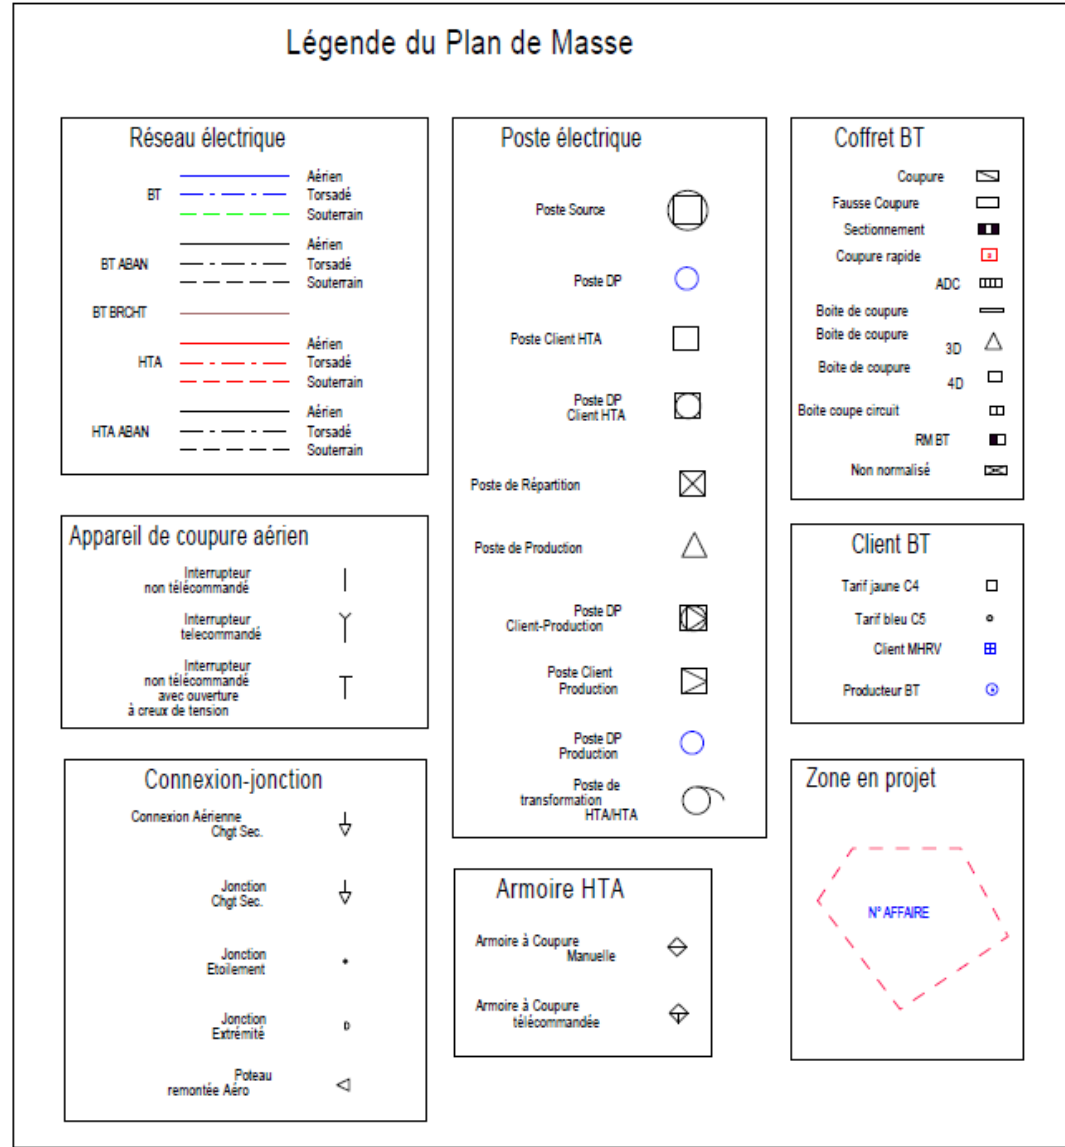 Légende du Plan de Masse
Réseau électrique
Aérien
BT
Torsadé
Souterrain
Aérien
BT ABAN
Torsadé
Souterrain
BT BRCHT
Aérien
HTA
Torsadé
Souterrain
Aérien
HTA ABAN
Torsadé
Souterrain
Appareil de coupure aérien
Interrupteur
non télécommandé
Interrupteur
telecommandé
Interrupteur
non télécommandé
avec ouverture
à creux de tension
Connexion-jonction
Connexion Aérienne
Chgt Sec.
Jonction
Chgt Sec.
Jonction
Etoilement
Jonction
Extrémité
Poteau
remontée Aéro
Poste électrique
Poste Source
Poste DP
Poste Client HTA
Poste DP
Client HTA
Poste de Répartition
Poste de Production
Poste DP
Client-Production
Poste Client
Production
Poste DP
Production
Poste de
transformation
HTA/HTA
Armoire HTA
Armoire à Coupure
Manuelle
Armoire à Coupure
télécommandée
Coffret BT
Coupure
Fausse Coupure
Sectionnement
Coupure rapide
ADC
Boite de coupure
Boite de coupure
3D
Boite de coupure
4D
Boite coupe circuit
RM BT
Non normalisé
Client BT
Tarif jaune C4
Tarif bleu C5
Client MHRV
Producteur BT
Zone en projet
N° AFFAIRE